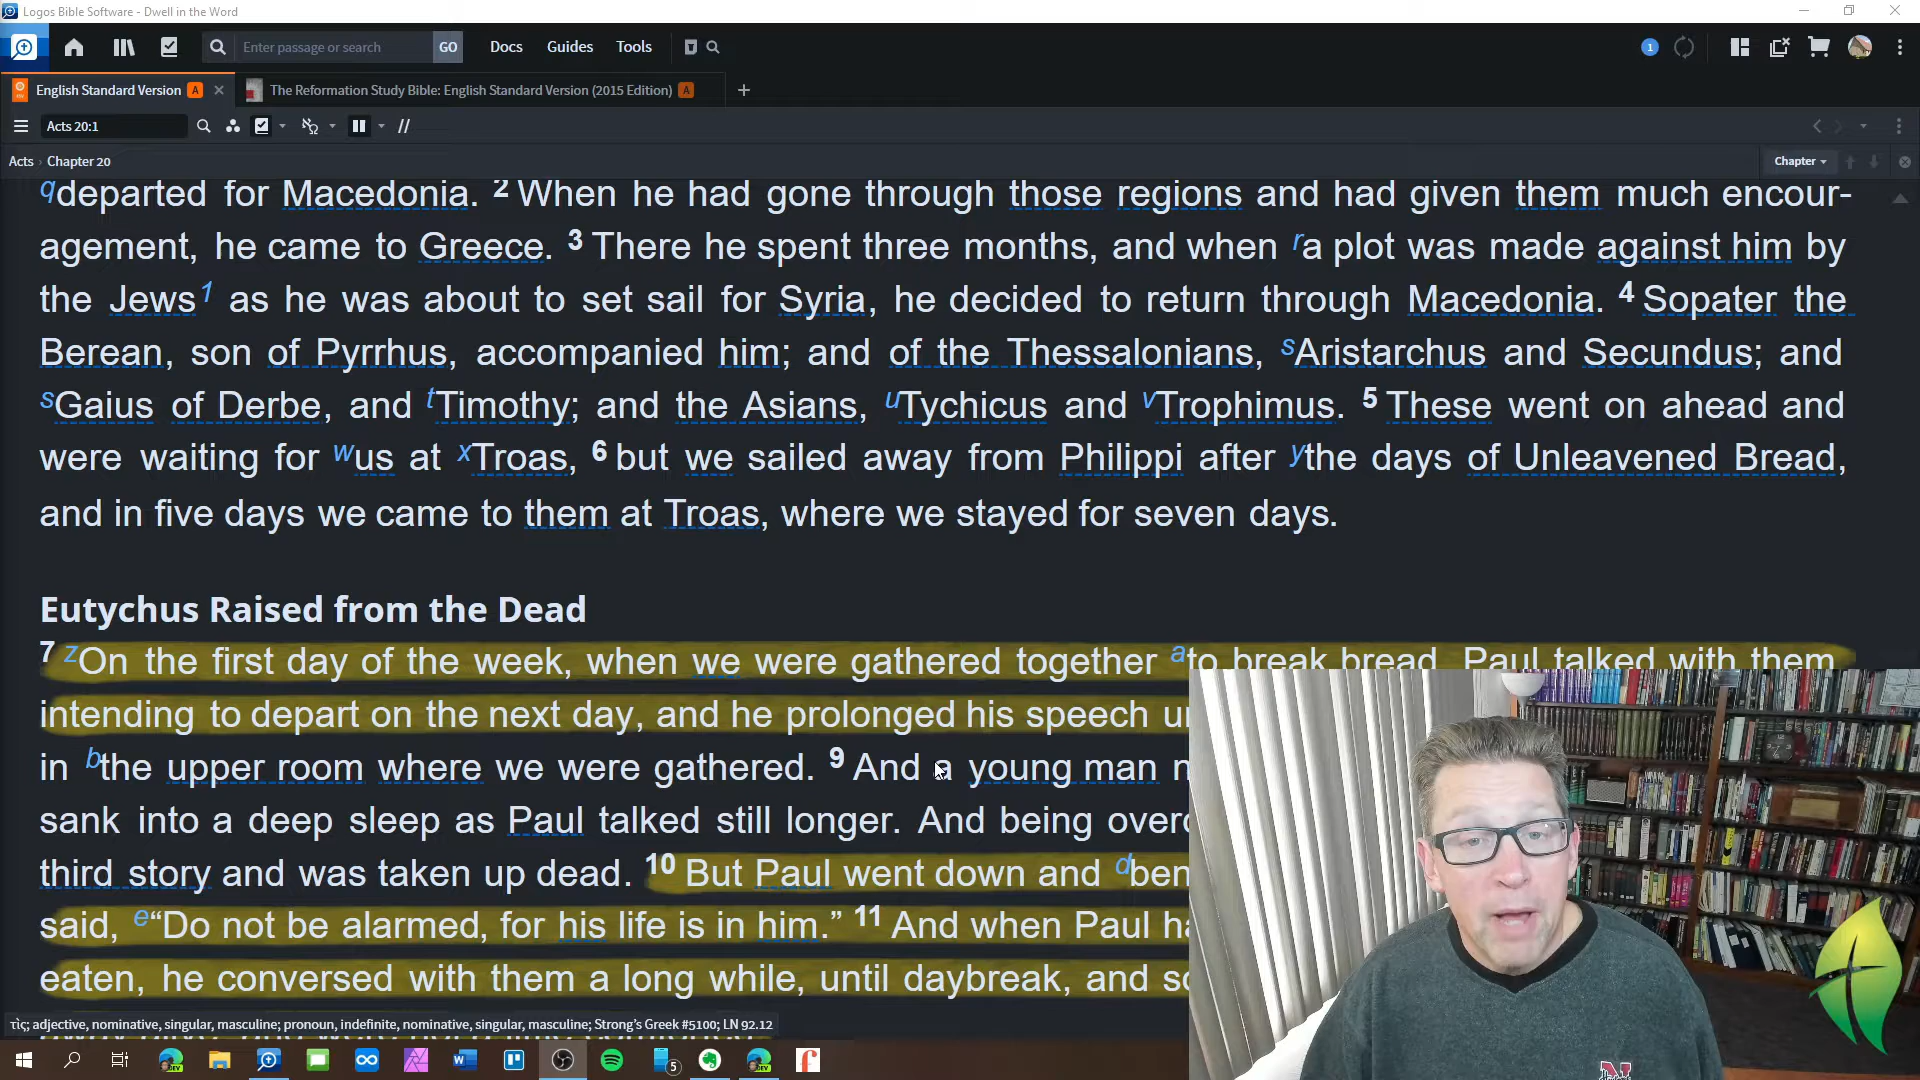 Logos Bible Software - Dwell in the Word
Enter passage or search
GO
Docs
Guides
Tools
1
English Standard Version A
The Reformation Study Bible: English Standard Version (2015 Edition) A
Acts 20:1
Acts › Chapter 20
Chapter
qdeparted for Macedonia. 2 When he had gone through those regions and had given them much encour-
agement, he came to Greece. 3 There he spent three months, and when ra plot was made against him by
the Jews1 as he was about to set sail for Syria, he decided to return through Macedonia. 4 Sopater the
Berean, son of Pyrrhus, accompanied him; and of the Thessalonians, sAristarchus and Secundus; and
sGaius of Derbe, and tTimothy; and the Asians, uTychicus and vTrophimus. 5 These went on ahead and
were waiting for wus at xTroas, 6 but we sailed away from Philippi after ythe days of Unleavened Bread,
and in five days we came to them at Troas, where we stayed for seven days.
Eutychus Raised from the Dead
7 zOn the first day of the week, when we were gathered together ato break bread, Paul talked with them,
intending to depart on the next day, and he prolonged his speech
in bthe upper room where we were gathered. 9 And a young man
sank into a deep sleep as Paul talked still longer. And being
third story and was taken up dead. 10 But Paul went down and
said, e“Do not be alarmed, for his life is in him.” 11 And when Paul
eaten, he conversed with them a long while, until daybreak, and
τὶς; adjective, nominative, singular, masculine; pronoun, indefinite, nominative, singular, masculine; Strong's Greek #5100; LN 92.12
DEV
5
DEV
N